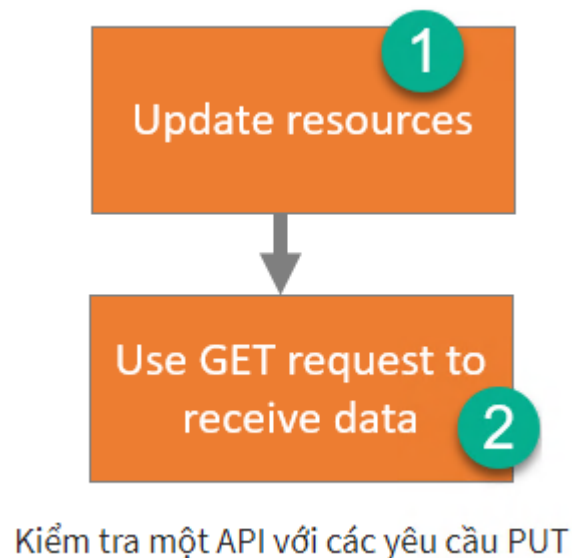 1
Update resources
Use GET request to
receive data
2
Kiểm tra một API với các yêu cầu PUT